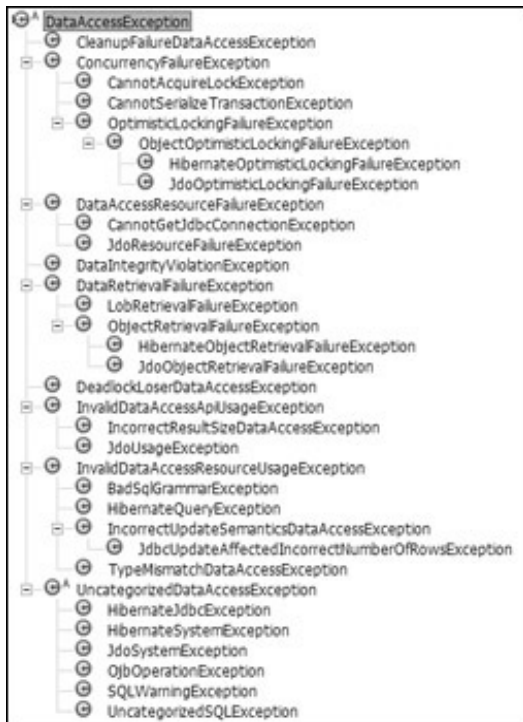 DataAccessException
CleanupFailureDataAccessException
ConcurrencyFailureException
CannotAcquireLockException
CannotSerializeTransactionException
OptimisticLockingFailureException
ObjectOptimisticLockingFailureException
HibernateOptimisticLockingFailureException
JdoOptimisticLockingFailureException
DataAccessResourceFailureException
CannotGetJdbcConnectionException
JdoResourceFailureException
DataIntegrityViolationException
DataRetrievalFailureException
LobRetrievalFailureException
ObjectRetrievalFailureException
HibernateObjectRetrievalFailureException
JdoObjectRetrievalFailureException
DeadlockLoserDataAccessException
InvalidDataAccessApiUsageException
IncorrectResultSizeDataAccessException
JdoUsageException
InvalidDataAccessResourceUsageException
BadSqlGrammarException
HibernateQueryException
IncorrectUpdateSemanticsDataAccessException
JdbcUpdateAffectedIncorrectNumberOfRowsException
TypeMismatchDataAccessException
UncategorizedDataAccessException
HibernateJdbcException
HibernateSystemException
JdoSystemException
OjbOperationException
SQLWarningException
UncategorizedSQLException